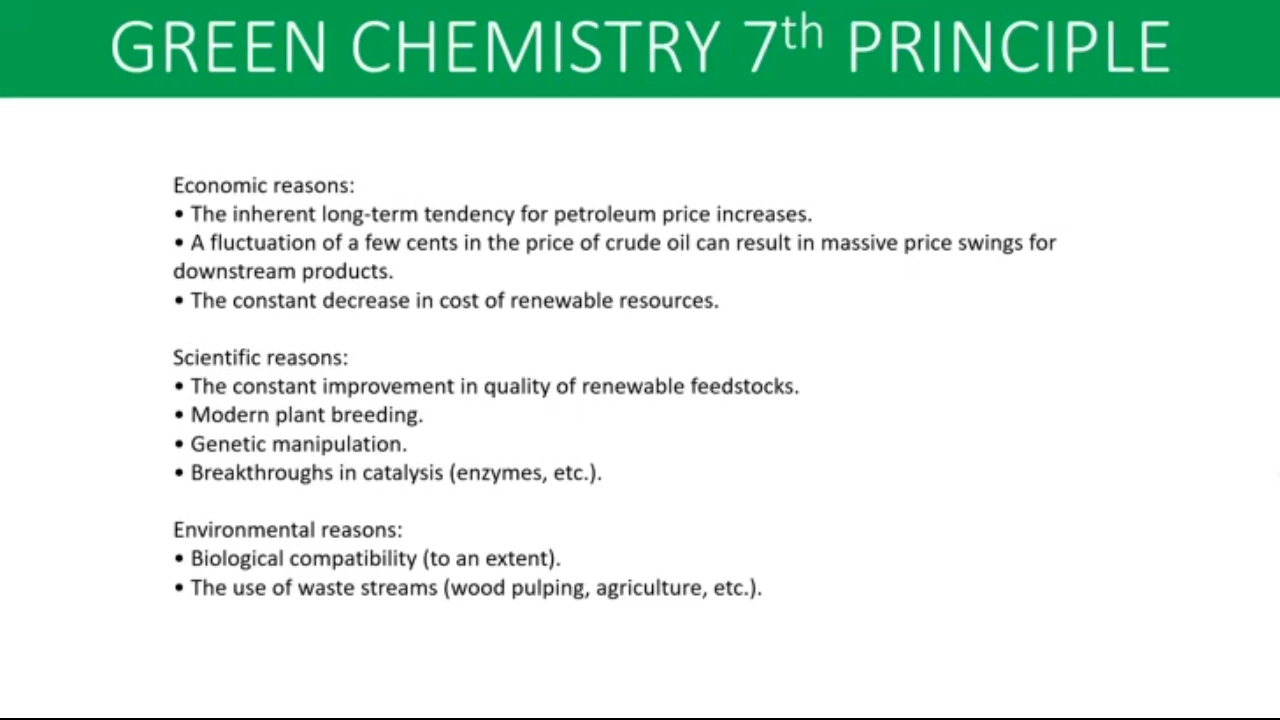 GREEN CHEMISTRY 7th PRINCIPLE
Economic reasons:
• The inherent long-term tendency for petroleum price increases.
• A fluctuation of a few cents in the price of crude oil can result in massive price swings for
downstream products.
• The constant decrease in cost of renewable resources.
Scientific reasons:
• The constant improvement in quality of renewable feedstocks.
• Modern plant breeding.
• Genetic manipulation.
• Breakthroughs in catalysis (enzymes, etc.).
Environmental reasons:
• Biological compatibility (to an extent).
• The use of waste streams (wood pulping, agriculture, etc.).